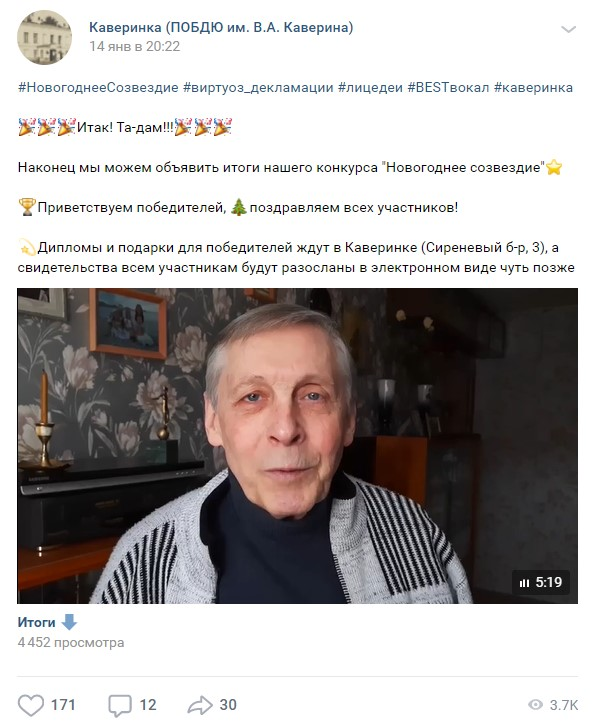 Каверинка (ПОБДЮ им. В.А. Каверина)
14 янв в 20:22
#НовогоднееСозвездие #виртуоз_декламации #лицедеи #BESTвокал #каверинка
🎉🎉🎉Итак! Та-дам!!!🎉🎉🎉
Наконец мы можем объявить итоги нашего конкурса "Новогоднее созвездие"⭐
🏆Приветствуем победителей, 🎄поздравляем всех участников!
💫Дипломы и подарки для победителей ждут в Каверинке (Сиреневый б-р, 3), а
свидетельства всем участникам будут разосланы в электронном виде чуть позже
5:19
Итоги ⬇
4 452 просмотра
171 12 30 3.7K